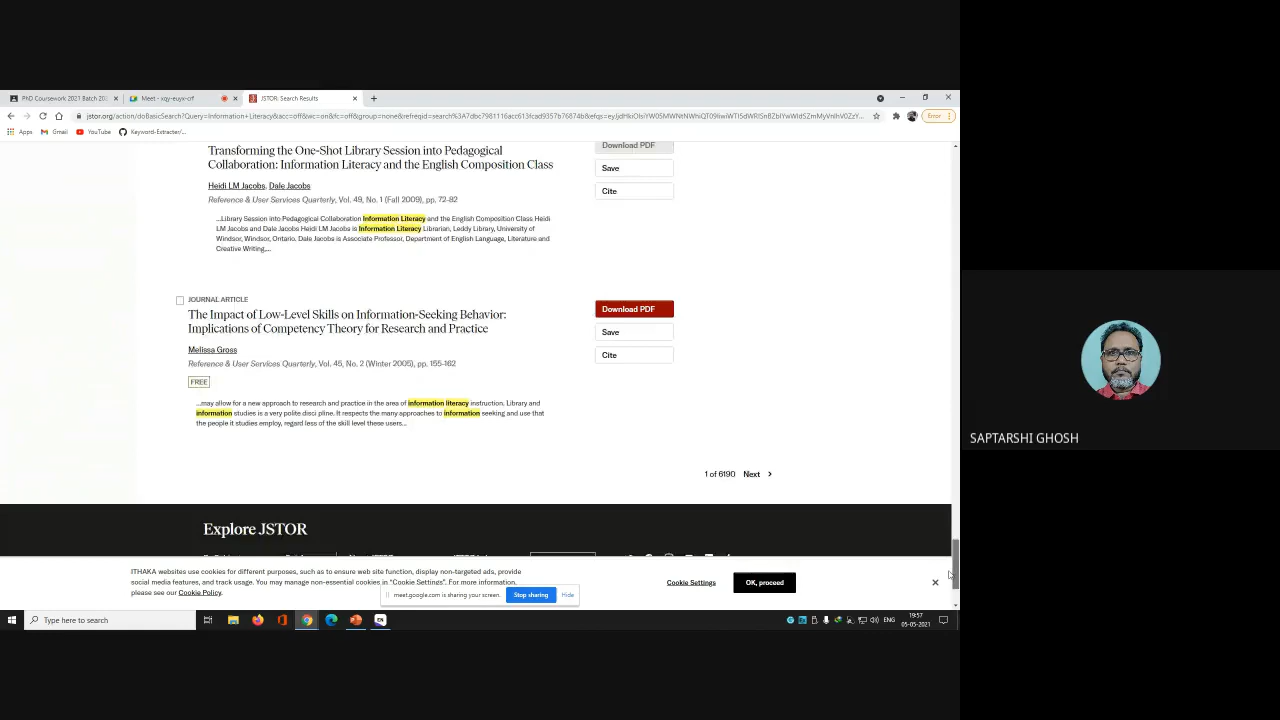 PhD Coursework 2021 Batch 202
Meet - xqy-euyx-crf
JSTOR: Search Results
Error
Apps
Gmail
YouTube
Keyword-Extracter/...
Transforming the One-Shot Library Session into Pedagogical
Collaboration: Information Literacy and the English Composition Class
Heidi LM Jacobs, Dale Jacobs
Reference & User Services Quarterly, Vol. 49, No. 1 (Fall 2009), pp. 72-82
...Library Session into Pedagogical Collaboration Information Literacy and the English Composition Class Heidi
LM Jacobs and Dale Jacobs Heidi LM Jacobs is Information Literacy Librarian, Leddy Library, University of
Windsor, Windsor, Ontario. Dale Jacobs is Associate Professor, Department of English Language, Literature and
Creative Writing,...
Download PDF
Save
Cite
JOURNAL ARTICLE
The Impact of Low-Level Skills on Information-Seeking Behavior:
Implications of Competency Theory for Research and Practice
Melissa Gross
Reference & User Services Quarterly, Vol. 45, No. 2 (Winter 2005), pp. 155-162
FREE
...may allow for a new approach to research and practice in the area of information literacy instruction. Library and
information studies is a very polite disci pline. It respects the many approaches to information seeking and use that
the people it studies employ, regard less of the skill level these users...
Download PDF
Save
Cite
1 of 6190 Next
Explore JSTOR
ITHAKA websites use cookies for different purposes, such as to ensure web site function, display non-targeted ads, provide
social media features, and track usage. You may manage non-essential cookies in "Cookie Settings". For more information,
please see our Cookie Policy.
Cookie Settings
OK, proceed
meet.google.com is sharing your screen.
Stop sharing
Hide
Type here to search
ENG
19:57
05-05-2021
SAPTARSHI GHOSH